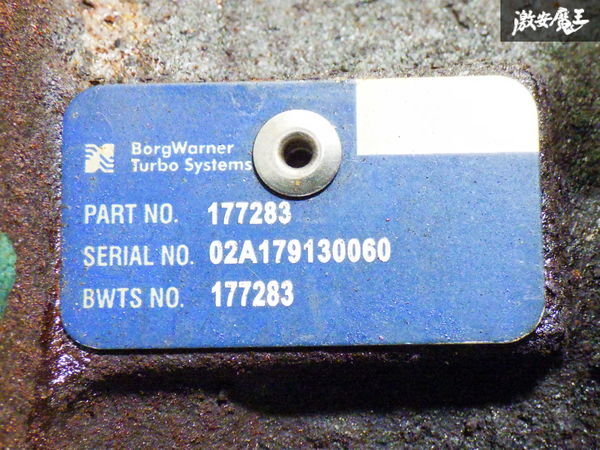 激安魔王
BorgWarner
Turbo Systems
PART NO. 177283
SERIAL NO. 02A179130060
BWTS NO. 177283